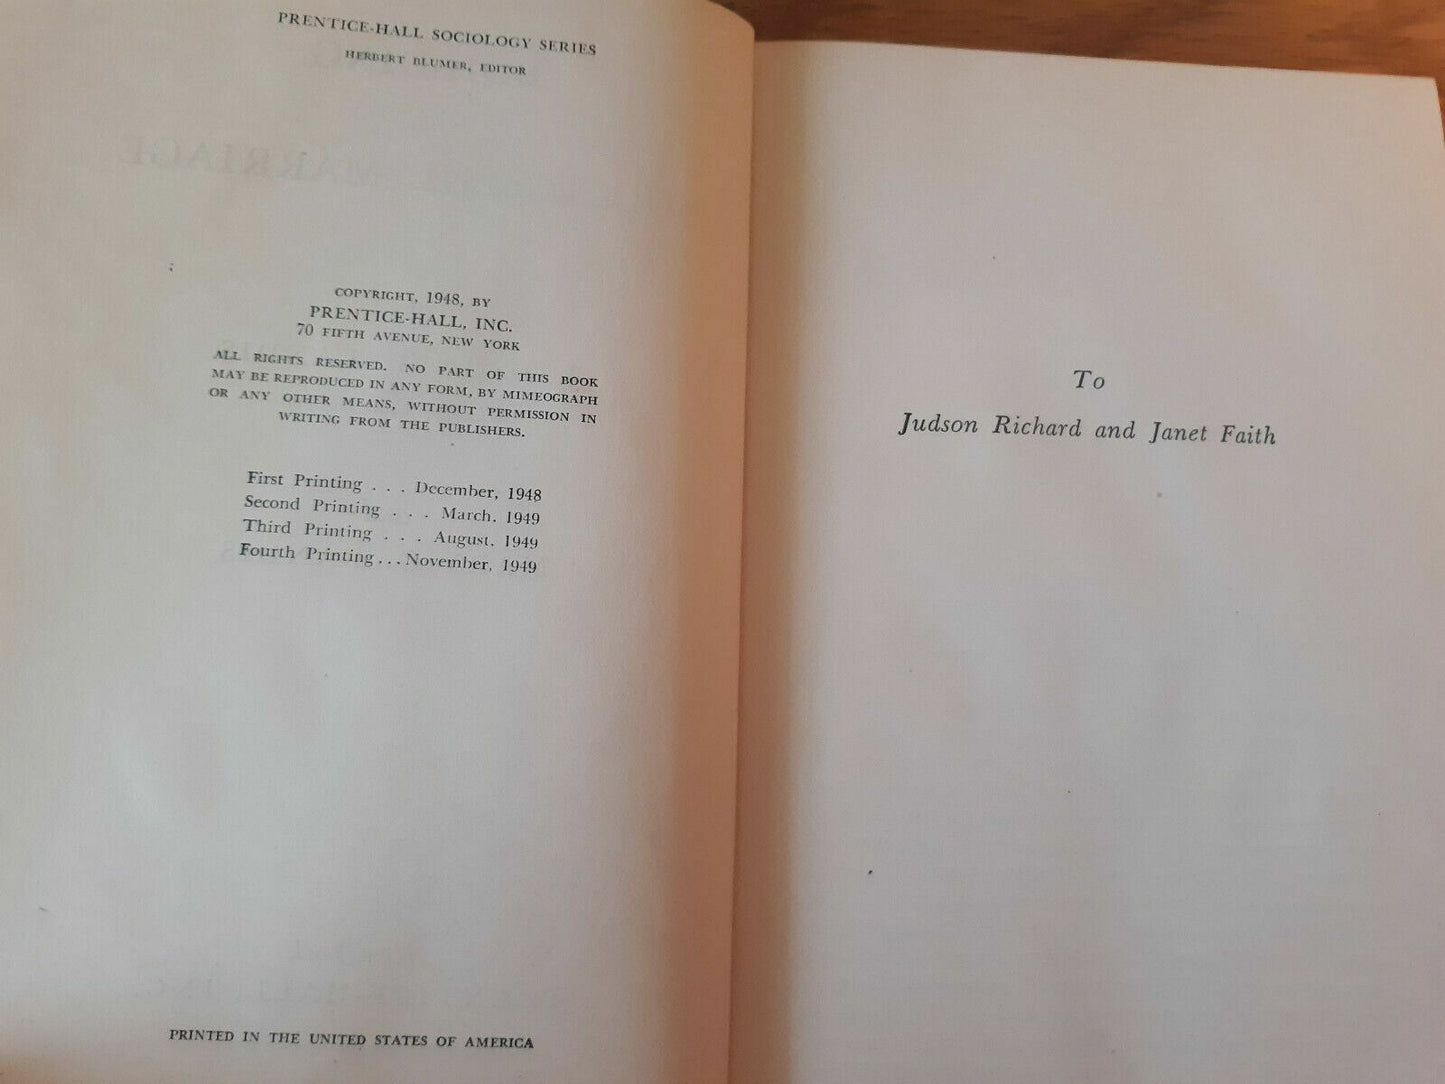 PRENTICE-HALL SOCIOLOGY SERIES
HERBERT BLUMER, EDITOR
COPYRIGHT, 1948, BY
PRENTICE-HALL, INC.
70 FIFTH AVENUE, NEW YORK
ALL RIGHTS RESERVED. NO PART OF THIS BOOK
MAY BE REPRODUCED IN ANY FORM, BY MIMEOGRAPH
OR ANY OTHER MEANS, WITHOUT PERMISSION IN
WRITING FROM THE PUBLISHERS.
First Printing . . . December, 1948
Second Printing . . . March, 1949
Third Printing . . . August, 1949
Fourth Printing . . . November, 1949
PRINTED IN THE UNITED STATES OF AMERICA
To
Judson Richard and Janet Faith